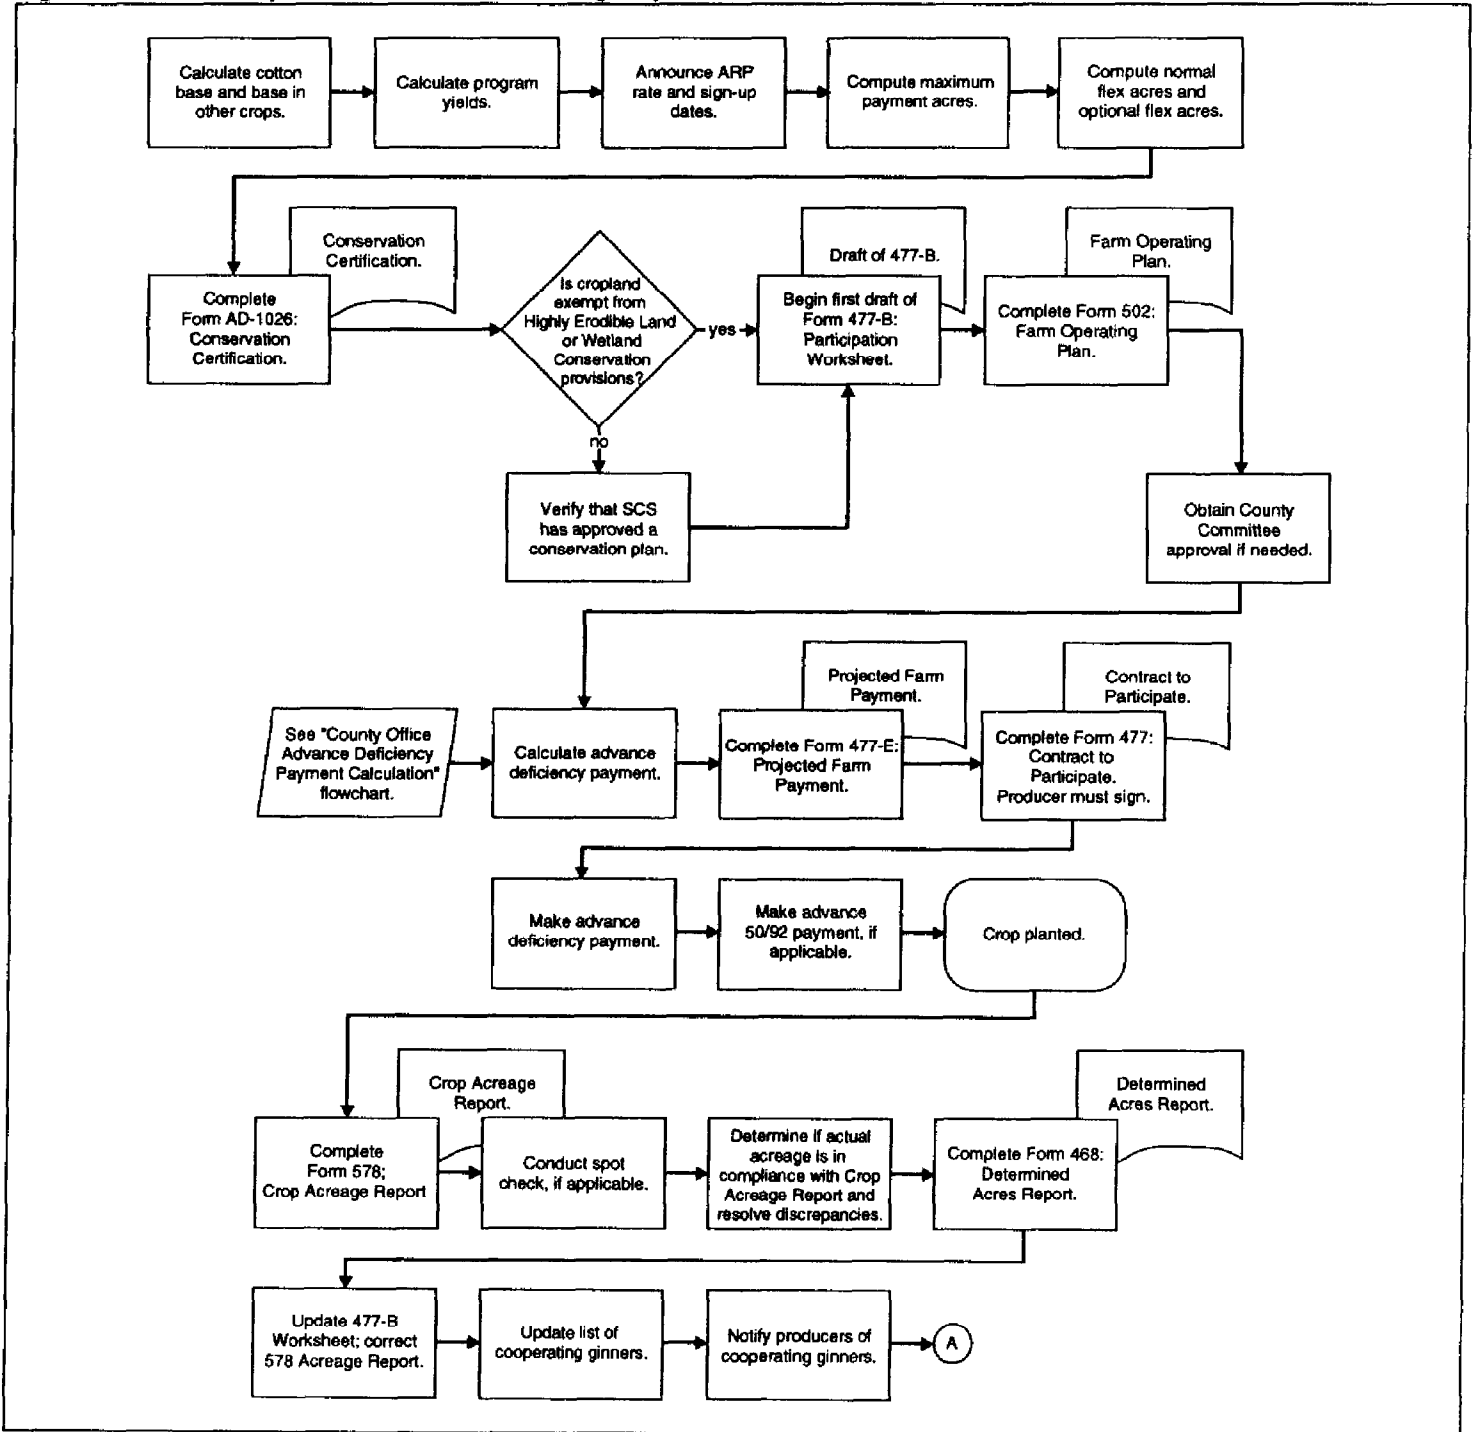 Calculate cotton
base and base in
other crops.
Calculate program
yields.
Announce ARP
rate and sign-up
dates.
Compute maximum
payment acres.
Compute normal
flex acres and
optional flex acres.
Conservation
Certification.
Complete
Form AD-1026:
Conservation
Certification.
Is cropland
exempt from
Highly Erodible Land
or Wetland
Conservation
provisions?
yes
no
Draft of 477-B.
Begin first draft of
Form 477-B:
Participation
Worksheet.
Farm Operating
Plan.
Complete Form 502:
Farm Operating
Plan.
Verify that SCS
has approved a
conservation plan.
Obtain County
Committee
approval if needed.
See "County Office
Advance Deficiency
Payment Calculation"
flowchart.
Calculate advance
deficiency payment.
Projected Farm
Payment.
Complete Form 477-E:
Projected Farm
Payment.
Contract to
Participate.
Complete Form 477:
Contract to
Participate.
Producer must sign.
Make advance
deficiency payment.
Make advance
50/92 payment, if
applicable.
Crop planted.
Crop Acreage
Report.
Complete
Form 578;
Crop Acreage Report
Conduct spot
check, if applicable.
Determine if actual
acreage is in
compliance with Crop
Acreage Report and
resolve discrepancies.
Determined
Acres Report.
Complete Form 468:
Determined
Acres Report.
Update 477-B
Worksheet; correct
578 Acreage Report.
Update list of
cooperating ginners.
Notify producers of
cooperating ginners.
A